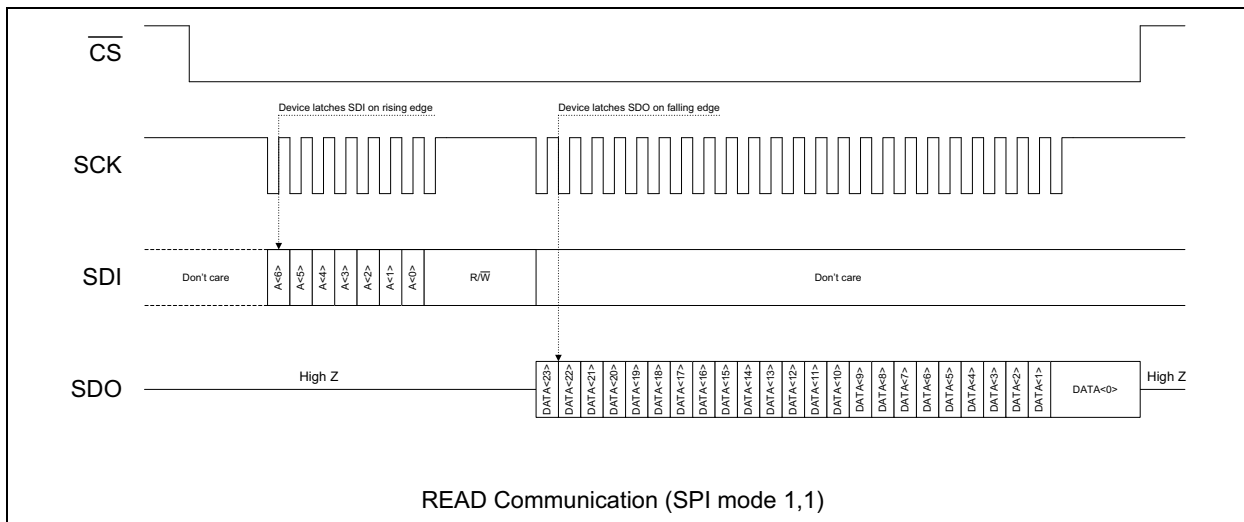 CS
Device latches SDI on rising edge
Device latches SDO on falling edge
SCK
SDI
Don't care
A<6>
A<5>
A<4>
A<3>
A<2>
A<1>
A<0>
R/W
Don't care
SDO
High Z
DATA<23>
DATA<22>
DATA<21>
DATA<20>
DATA<19>
DATA<18>
DATA<17>
DATA<16>
DATA<15>
DATA<14>
DATA<13>
DATA<12>
DATA<11>
DATA<10>
DATA<9>
DATA<8>
DATA<7>
DATA<6>
DATA<5>
DATA<4>
DATA<3>
DATA<2>
DATA<1>
DATA<0>
High Z
READ Communication (SPI mode 1,1)